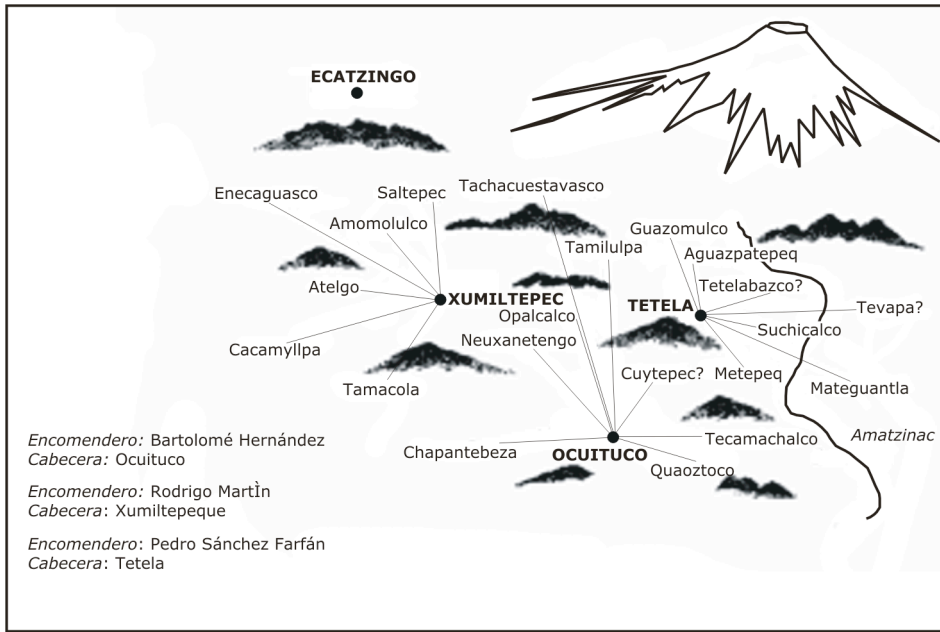 ECATZINGO
Enecaguasco
Saltepec
Tachacuestavasco
Amomolulco
Tamilulpa
Guazomulco
Aguazpatepeq
Atelgo
XUMILTEPEC
Opalcalco
TETELA
Tetelabazco?
Tevapa?
Suchicalco
Neuxanetengo
Cacamyllpa
Tamacola
Cuytepec?
Metepeq
Mateguantla
Chapantebeza
OCUITUCO
Tecamachalco
Amatzinac
Quaoztoco
Encomendero: Bartolomé Hernández
Cabecera: Ocuituco
Encomendero: Rodrigo MartÌn
Cabecera: Xumiltepeque
Encomendero: Pedro Sánchez Farfán
Cabecera: Tetela